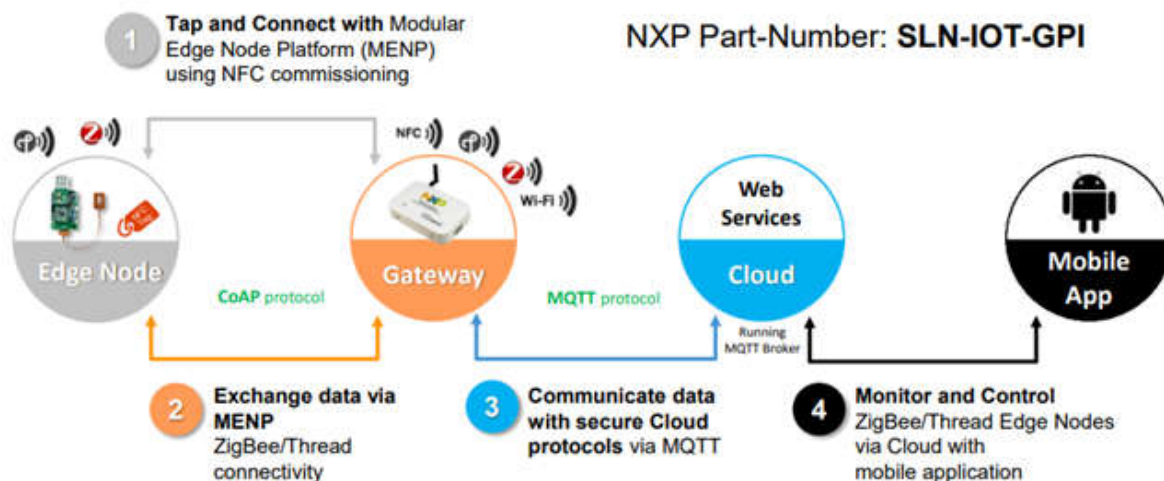 1
Tap and Connect with Modular
Edge Node Platform (MENP)
using NFC commissioning
NXP Part-Number: SLN-IOT-GPI
NFC
Wi-Fi
NXP
Edge Node
Gateway
Web
Services
Cloud
Mobile
App
CoAP protocol
MQTT protocol
Running
MQTT Broker
2
Exchange data via
MENP
ZigBee/Thread
connectivity
3
Communicate data
with secure Cloud
protocols via MQTT
4
Monitor and Control
ZigBee/Thread Edge Nodes
via Cloud with
mobile application